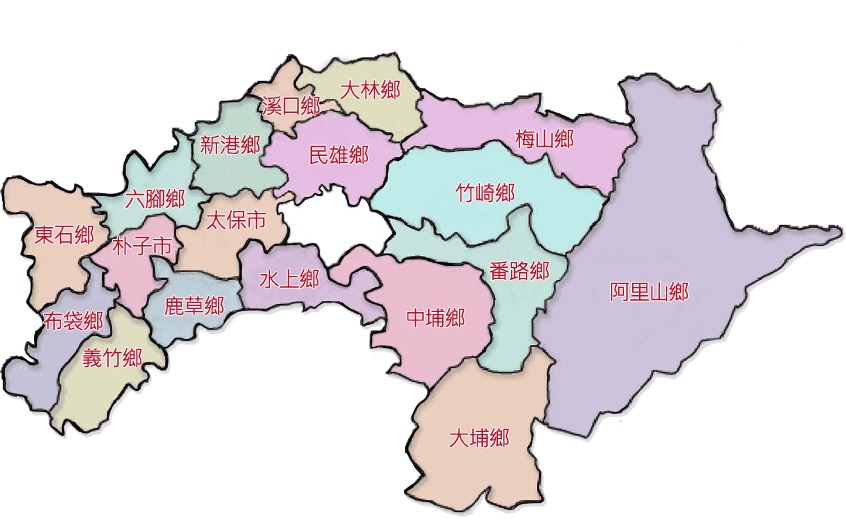 大林鄉
溪口鄉
梅山鄉
新港鄉
民雄鄉
竹崎鄉
六腳鄉
太保市
東石鄉
朴子市
番路鄉
水上鄉
阿里山鄉
鹿草鄉
中埔鄉
布袋鄉
義竹鄉
大埔鄉